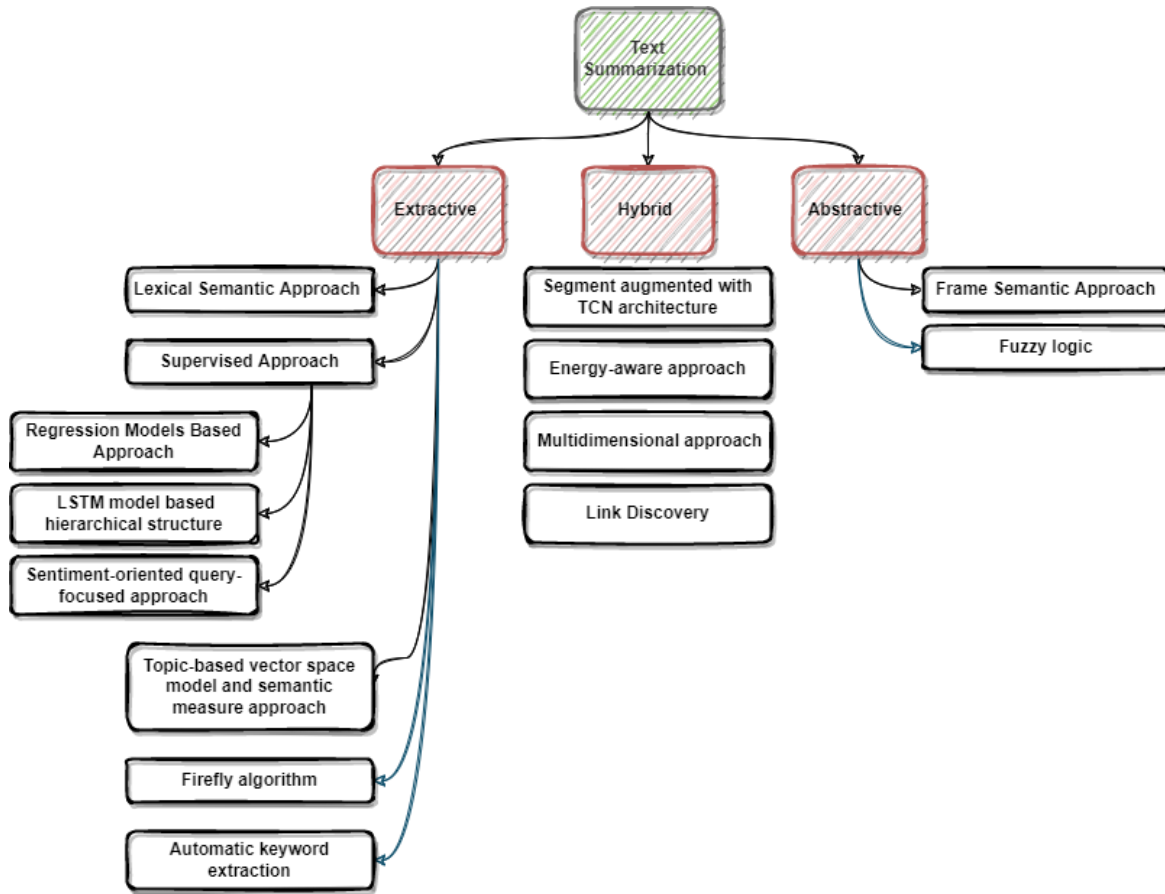 Text
Summarization
Extractive
Hybrid
Abstractive
Lexical Semantic Approach
Supervised Approach
Regression Models Based
Approach
LSTM model based
hierarchical structure
Sentiment-oriented query-
focused approach
Topic-based vector space
model and semantic
measure approach
Firefly algorithm
Automatic keyword
extraction
Segment augmented with
TCN architecture
Energy-aware approach
Multidimensional approach
Link Discovery
Frame Semantic Approach
Fuzzy logic